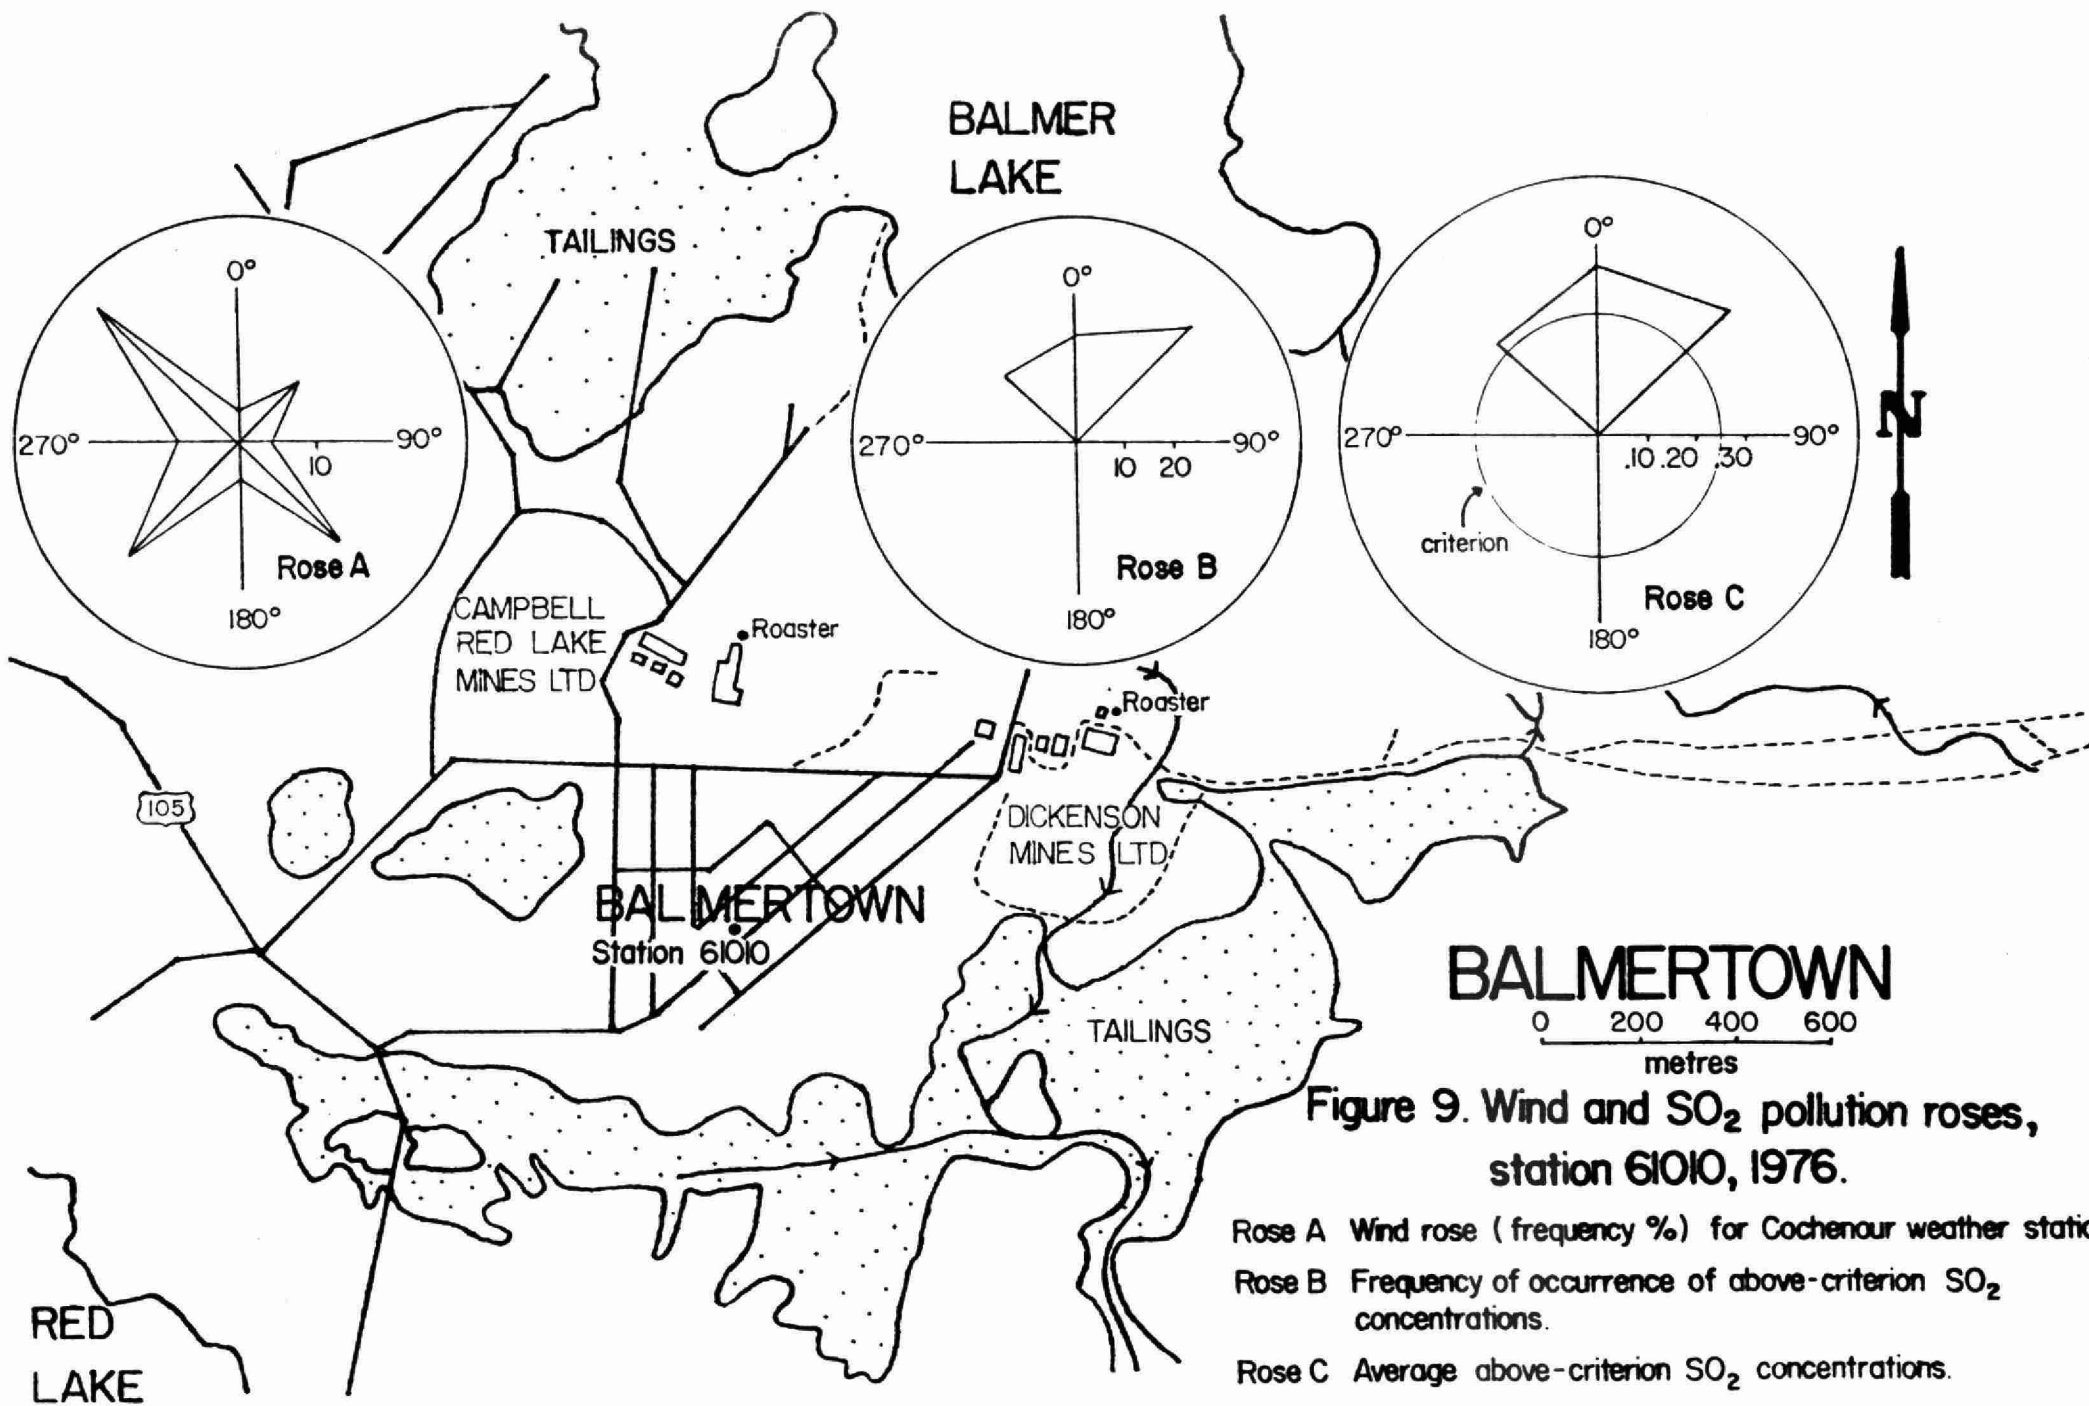 BALMER
LAKE
TAILINGS
0°
270°
90°
10
180°
Rose A
0°
270°
90°
10 20
180°
Rose B
0°
270°
90°
.10 .20 .30
criterion
180°
Rose C
N
CAMPBELL
RED LAKE
MINES LTD
Roaster
Roaster
105
DICKENSON
MINES LTD
BALMERTOWN
Station 61010
TAILINGS
RED
LAKE
BALMERTOWN
0 200 400 600
metres
Figure 9. Wind and SO₂ pollution roses,
station 61010, 1976.
Rose A Wind rose (frequency %) for Cochenour weather static
Rose B Frequency of occurrence of above-criterion SO₂
concentrations.
Rose C Average above-criterion SO₂ concentrations.